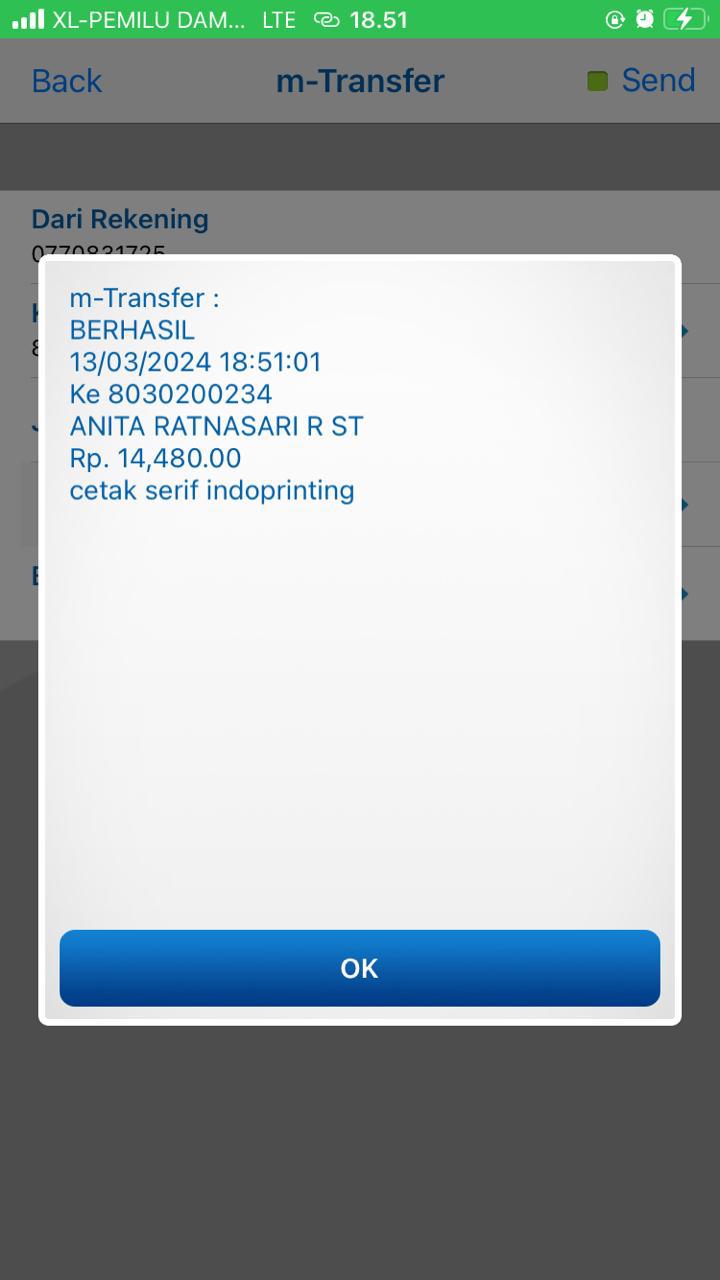 XL-PEMILU DAM... LTE 18.51
Back m-Transfer Send
Dari Rekening
0770831725
m-Transfer :
BERHASIL
13/03/2024 18:51:01
Ke 8030200234
ANITA RATNASARI R ST
Rp. 14,480.00
cetak serif indoprinting
OK